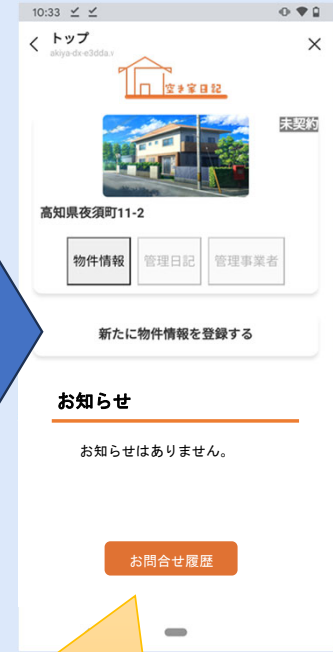 10:33
トップ
akiya-dx-e3dda.v
空き家日記
未契約
高知県夜須町11-2
物件情報 管理日記 管理事業者
新たに物件情報を登録する
お知らせ
お知らせはありません。
お問合せ履歴